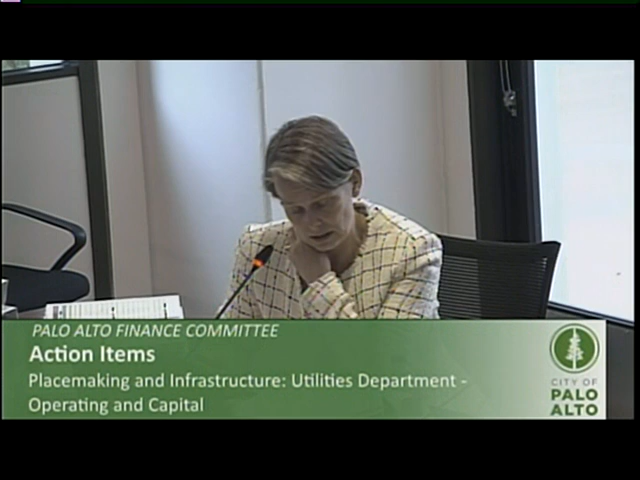 PALO ALTO FINANCE COMMITTEE
Action Items
Placemaking and Infrastructure: Utilities Department -
Operating and Capital
CITY OF
PALO
ALTO